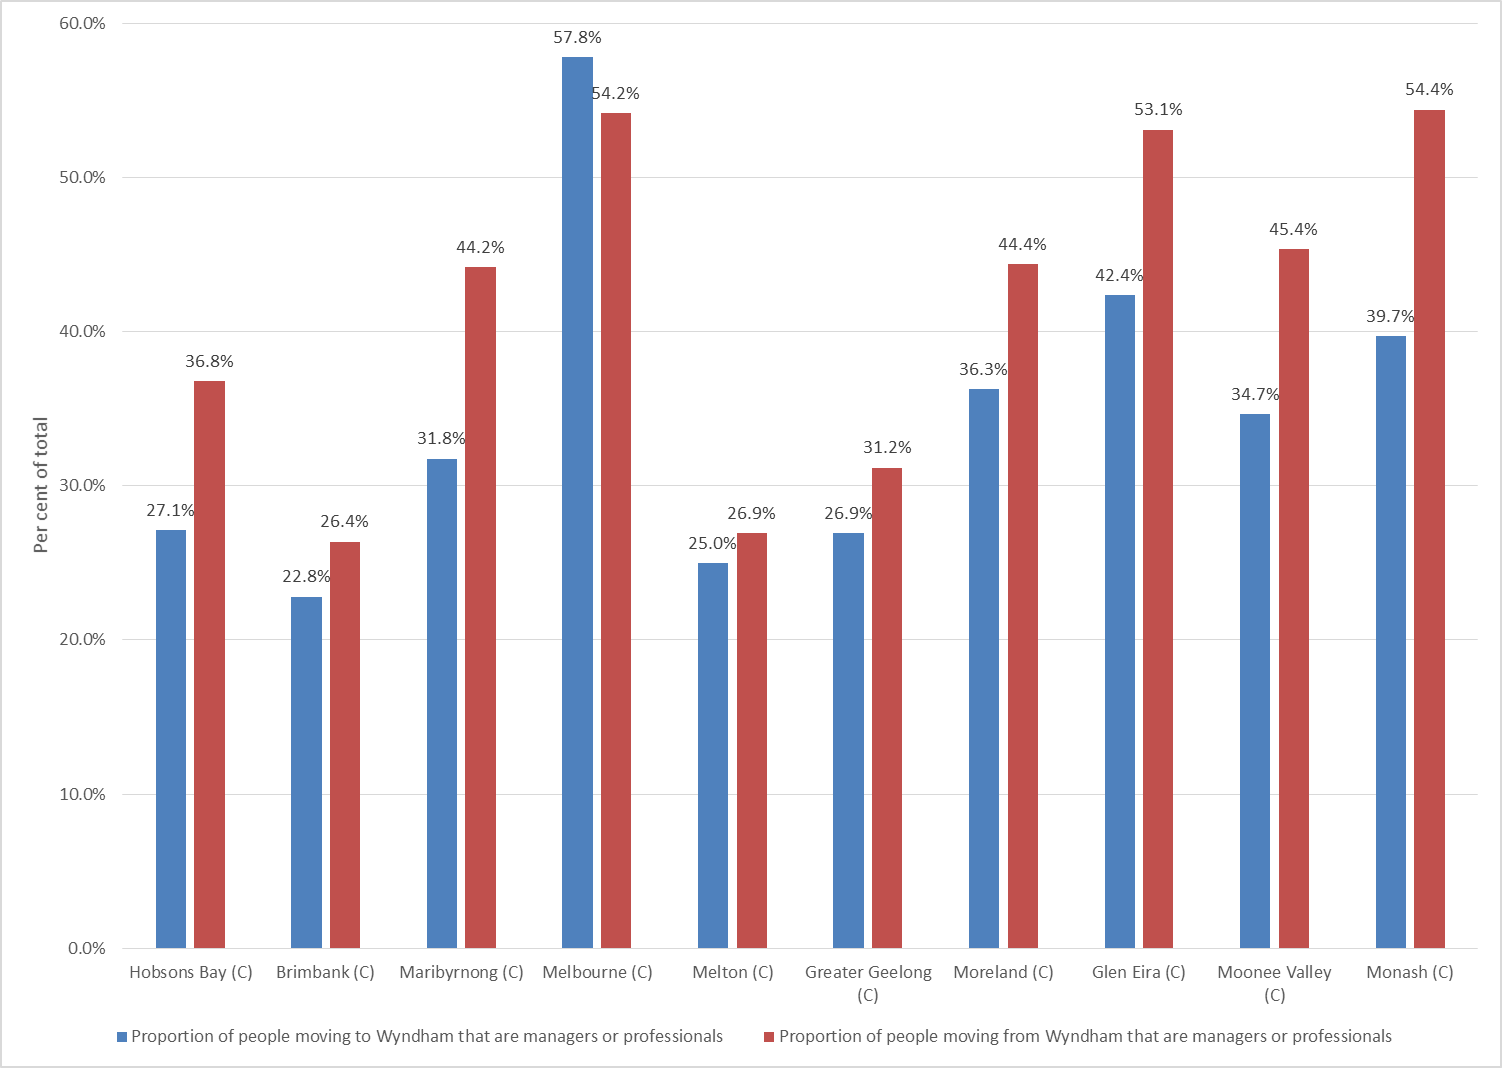 60.0%
50.0%
40.0%
30.0%
20.0%
10.0%
0.0%
Per cent of total
27.1%
36.8%
22.8%
26.4%
31.8%
44.2%
57.8%
54.2%
25.0%
26.9%
26.9%
31.2%
36.3%
44.4%
42.4%
53.1%
34.7%
45.4%
39.7%
54.4%
Hobsons Bay (C)
Brimbank (C)
Maribyrnong (C)
Melbourne (C)
Melton (C)
Greater Geelong
(C)
Moreland (C)
Glen Eira (C)
Moonee Valley
(C)
Monash (C)
Proportion of people moving to Wyndham that are managers or professionals
Proportion of people moving from Wyndham that are managers or professionals